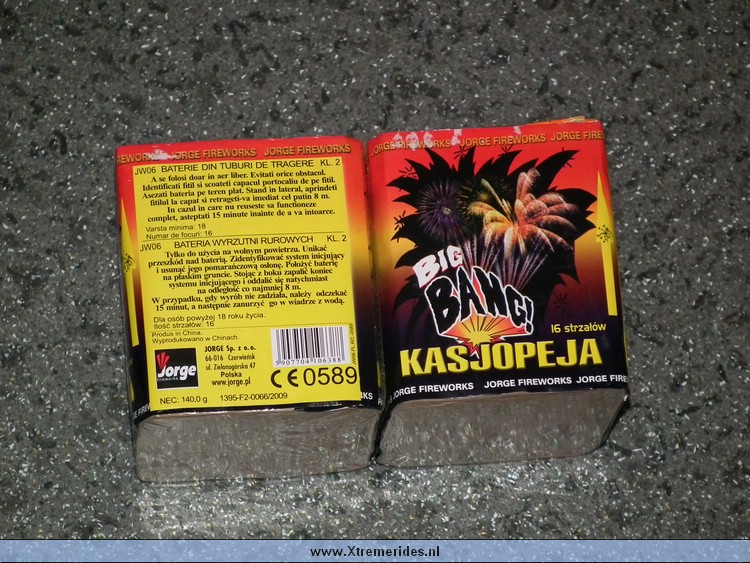 JORGE FIREWORKS JORGE FIREWORKS
JW06 BATERIE DIN TUBURI DE TRAGERE KL. 2
A se folosi doar in aer liber. Evitati orice obstacol.
Identificati fitil si scoateti capacul portocaliu de pe fitil.
Asezati bateria pe teren plat. Stand in lateral, aprindeti
fitilul la capat si retrageti-va imediat cel putin 8 m.
In cazul in care nu reuseste sa functioneze
complet, asteptati 15 minute inainte de a va intoarce.
Varsta minima: 18
Numar de focuri: 16
JW06 BATERIA WYRZUTNI RUROWYCH KL. 2
Tylko do użycia na wolnym powietrzu. Unikać
przeszkód nad baterią. Zidentyfikować system inicjujący
i usunąć jego pomarańczową osłonę. Położyć baterię
na płaskim gruncie. Stojąc z boku zapalić koniec
systemu inicjującego i oddalić się natychmiast
na odległość co najmniej 8 m.
W przypadku, gdy wyrób nie zadziała, należy odczekać
15 minut, a następnie zanurzyć go w wiadrze z wodą.
Dla osób powyżej 18 roku życia.
Ilość strzałów: 16
Produs in China.
Wyprodukowano w Chinach.
Jorge
FIREWORKS
JORGE Sp. z o.o.
66-016 Czerwieńsk
ul. Zielonogórska 47
Polska
www.jorge.pl
5907704106388
CE 0589
NEC: 140,0 g 1395-F2-0066/2009
JORGE FIREWORKS JORGE FIREWORKS JORGE FIRE
BIG
BANG!
16 strzałów
KASJOPEJA
JORGE FIREWORKS JORGE FIREWORKS JORGE FIREWORKS
www.Xtremerides.nl